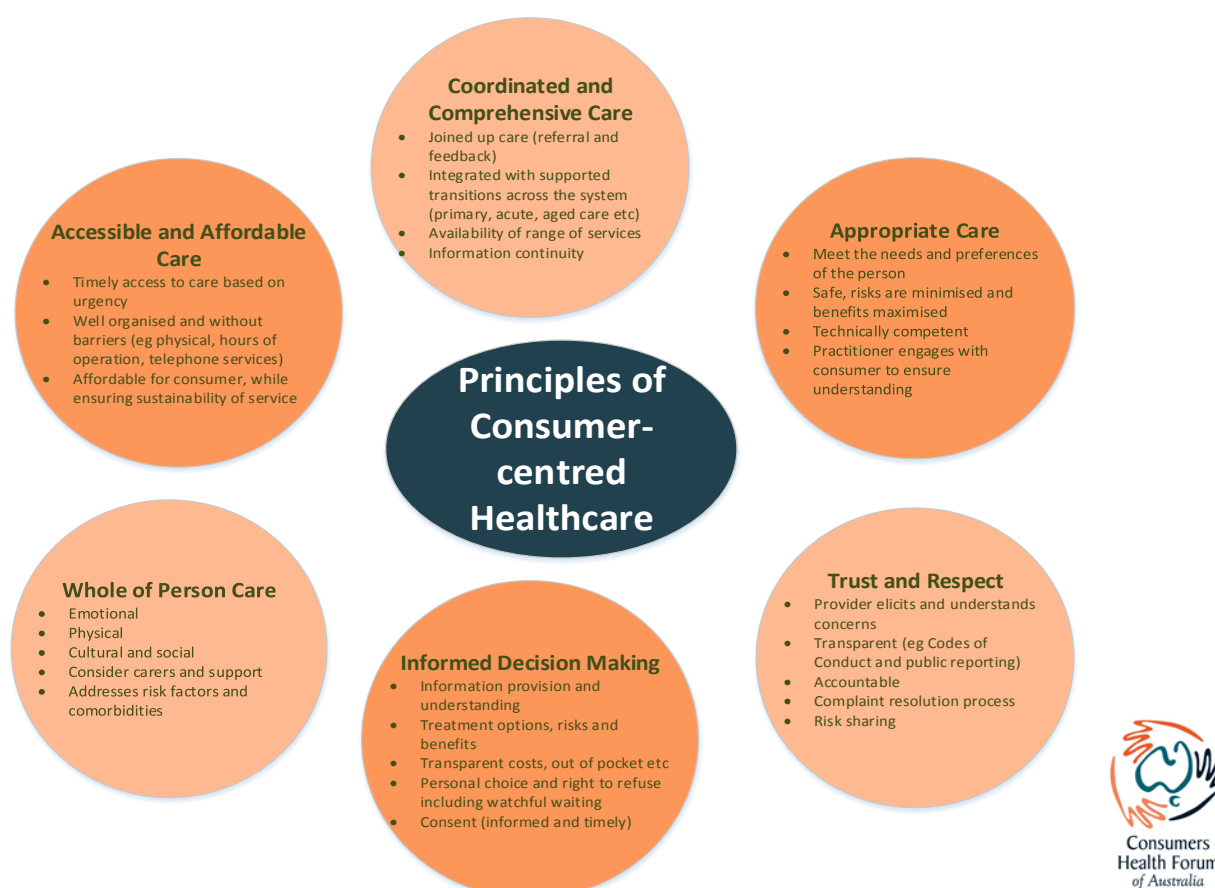 Coordinated and
Comprehensive Care
• Joined up care (referral and
feedback)
• Integrated with supported
transitions across the system
(primary, acute, aged care etc)
• Availability of range of services
• Information continuity
Accessible and Affordable
Care
• Timely access to care based on
urgency
• Well organised and without
barriers (eg physical, hours of
operation, telephone services)
• Affordable for consumer, while
ensuring sustainability of service
Appropriate Care
• Meet the needs and preferences
of the person
• Safe, risks are minimised and
benefits maximised
• Technically competent
• Practitioner engages with
consumer to ensure
understanding
Principles of
Consumer-
centred
Healthcare
Whole of Person Care
• Emotional
• Physical
• Cultural and social
• Consider carers and support
• Addresses risk factors and
comorbidities
Informed Decision Making
• Information provision and
understanding
• Treatment options, risks and
benefits
• Transparent costs, out of pocket etc
• Personal choice and right to refuse
including watchful waiting
• Consent (informed and timely)
Trust and Respect
• Provider elicits and understands
concerns
• Transparent (eg Codes of
Conduct and public reporting)
• Accountable
• Complaint resolution process
• Risk sharing
Consumers
Health Forum
of Australia